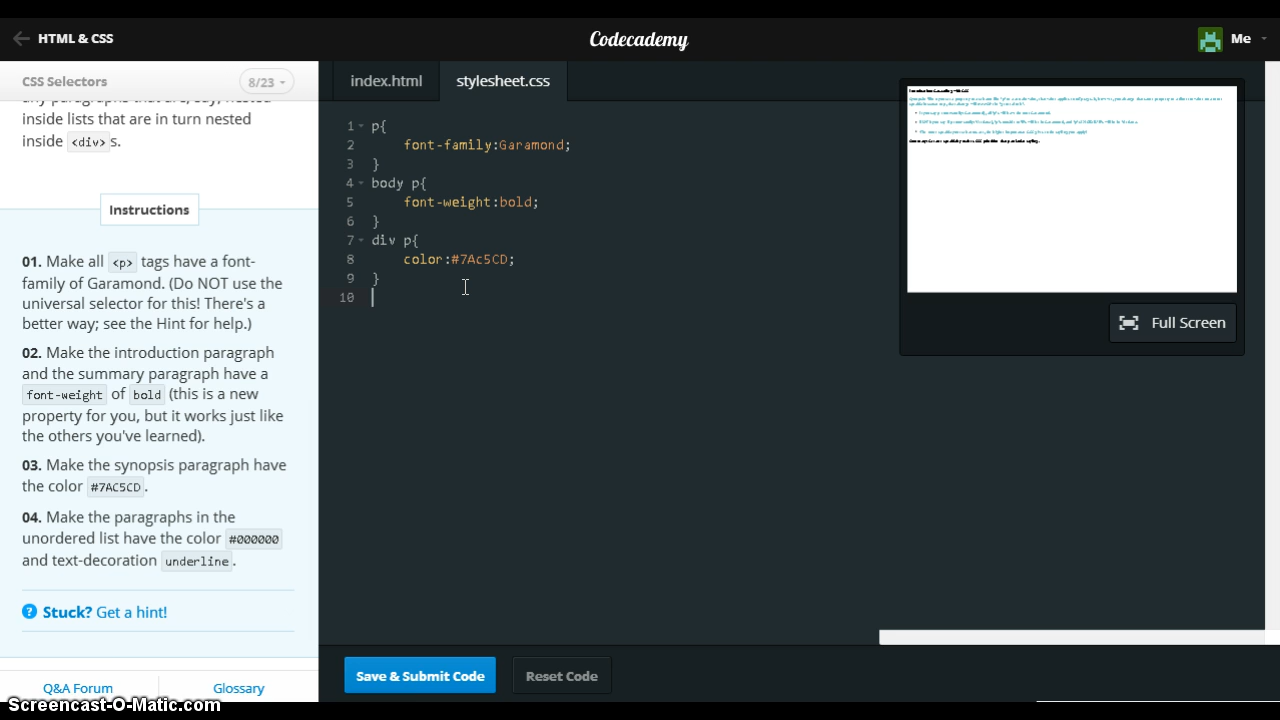 HTML & CSS
Codecademy
Me
CSS Selectors
8/23
index.html
stylesheet.css
any paragraphs that are, say, nested
inside lists that are in turn nested
inside <div> s.
Instructions
01. Make all <p> tags have a font-
family of Garamond. (Do NOT use the
universal selector for this! There's a
better way; see the Hint for help.)
02. Make the introduction paragraph
and the summary paragraph have a
font-weight of bold (this is a new
property for you, but it works just like
the others you've learned).
03. Make the synopsis paragraph have
the color #7AC5CD.
04. Make the paragraphs in the
unordered list have the color #000000
and text-decoration underline.
? Stuck? Get a hint!
Q&A Forum
Glossary
font-family:Garamond;
3 }
4 body p{
5 font-weight:bold;
6 }
7 div p{
8 color:#7Ac5CD;
9 }
10
Full Screen
Save & Submit Code
Reset Code
Screencast-O-Matic.com